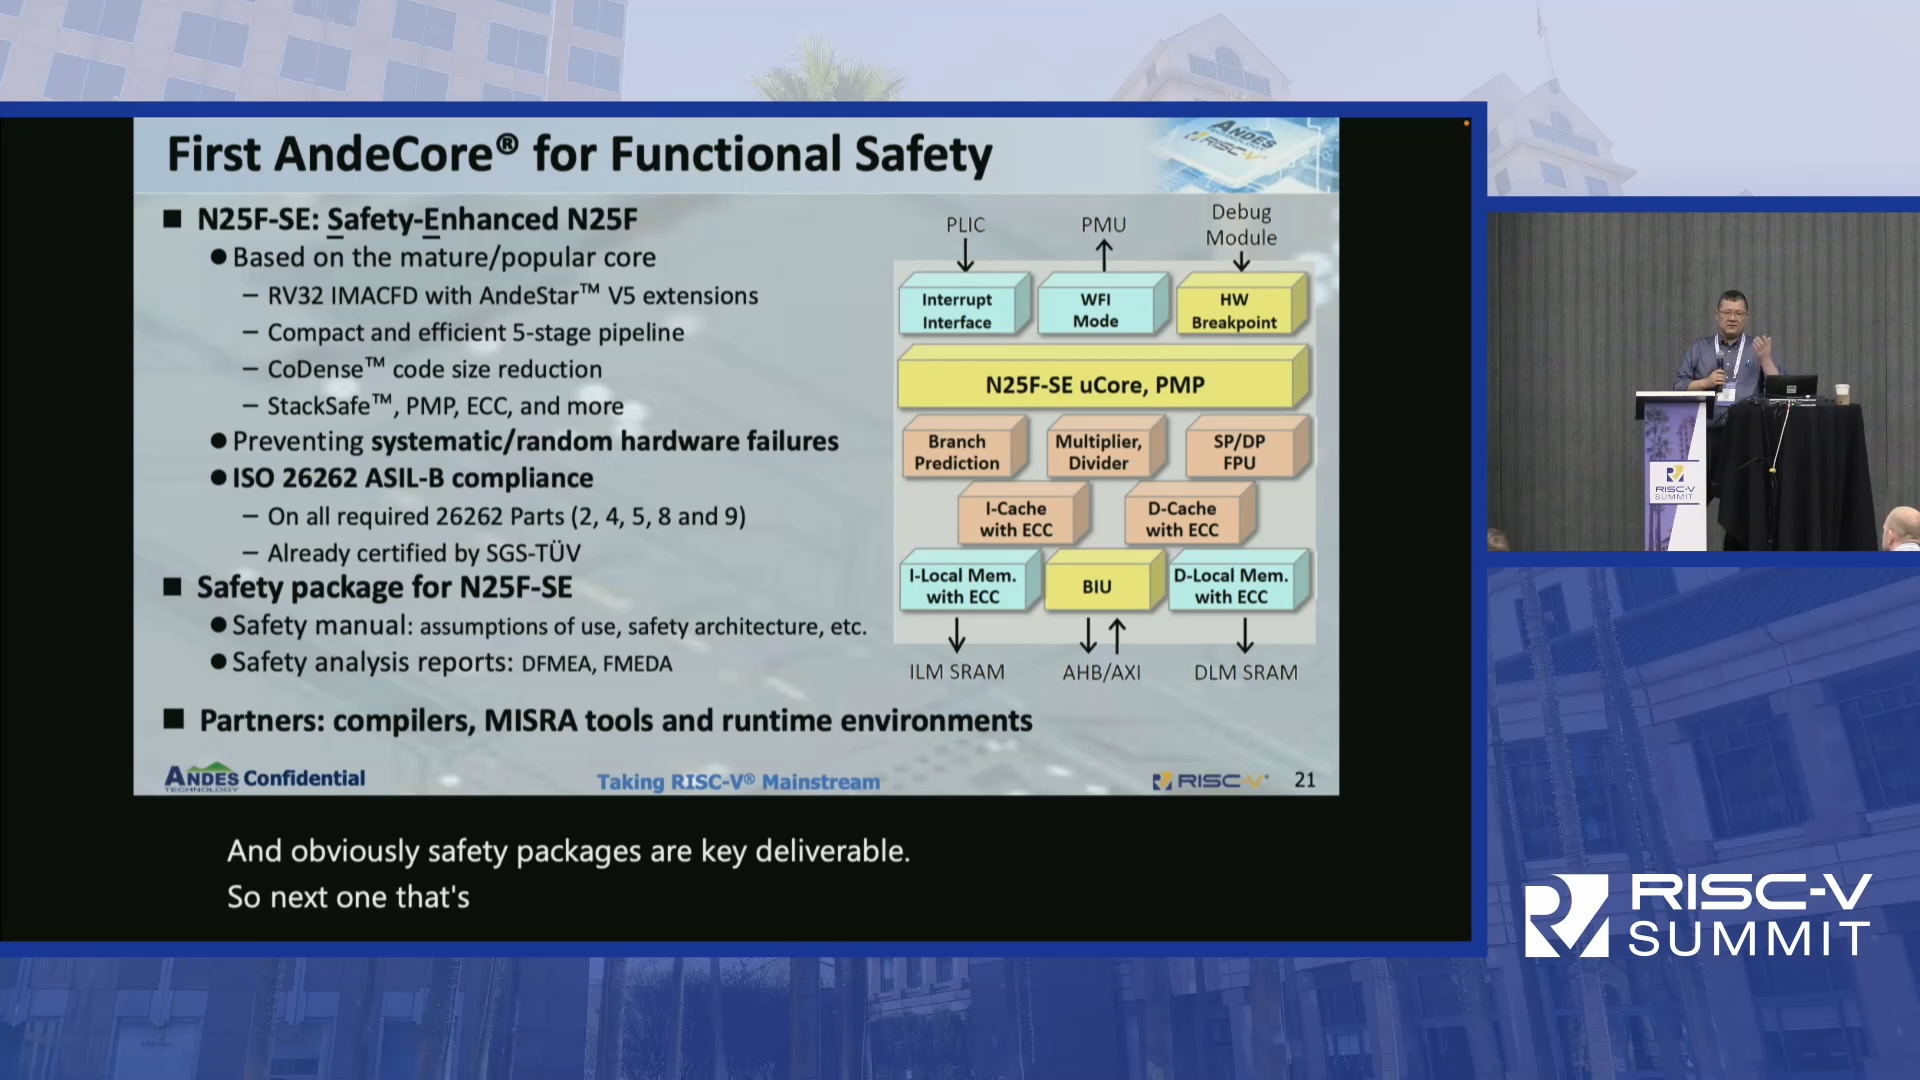 First AndeCore® for Functional Safety
ANDES
RISC-V
■ N25F-SE: Safety-Enhanced N25F
● Based on the mature/popular core
– RV32 IMACFD with AndeStar™ V5 extensions
– Compact and efficient 5-stage pipeline
– CoDense™ code size reduction
– StackSafe™, PMP, ECC, and more
● Preventing systematic/random hardware failures
● ISO 26262 ASIL-B compliance
– On all required 26262 Parts (2, 4, 5, 8 and 9)
– Already certified by SGS-TÜV
■ Safety package for N25F-SE
● Safety manual: assumptions of use, safety architecture, etc.
● Safety analysis reports: DFMEA, FMEDA
■ Partners: compilers, MISRA tools and runtime environments
PLIC
PMU
Debug
Module
Interrupt
Interface
WFI
Mode
HW
Breakpoint
N25F-SE uCore, PMP
Branch
Prediction
Multiplier,
Divider
SP/DP
FPU
I-Cache
with ECC
D-Cache
with ECC
I-Local Mem.
with ECC
BIU
D-Local Mem.
with ECC
ILM SRAM
AHB/AXI
DLM SRAM
ANDES
TECHNOLOGY
Confidential
Taking RISC-V® Mainstream
RISC-V®
21
And obviously safety packages are key deliverable.
So next one that's
RISC-V
SUMMIT
RISC-V
SUMMIT